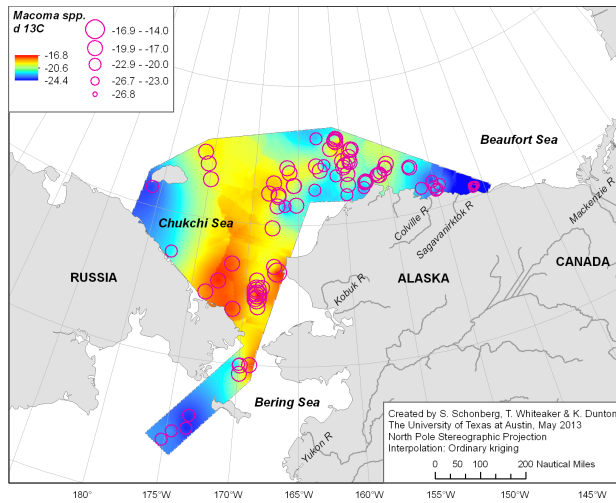 Macoma spp.
d 13C
-16.8
-20.6
-24.4
-16.9 - -14.0
-19.9 - -17.0
-22.9 - -20.0
-26.7 - -23.0
-26.8
Beaufort Sea
Chukchi Sea
Colville R
Sagavanirktok R
Mackenzie R
RUSSIA
Kobuk R
ALASKA
CANADA
Bering Sea
Yukon R
Created by S. Schonberg, T. Whiteaker & K. Dunton
The University of Texas at Austin, May 2013
North Pole Stereographic Projection
Interpolation: Ordinary kriging
0 50 100 200 Nautical Miles
180° 175°W 170°W 165°W 160°W 155°W 150°W